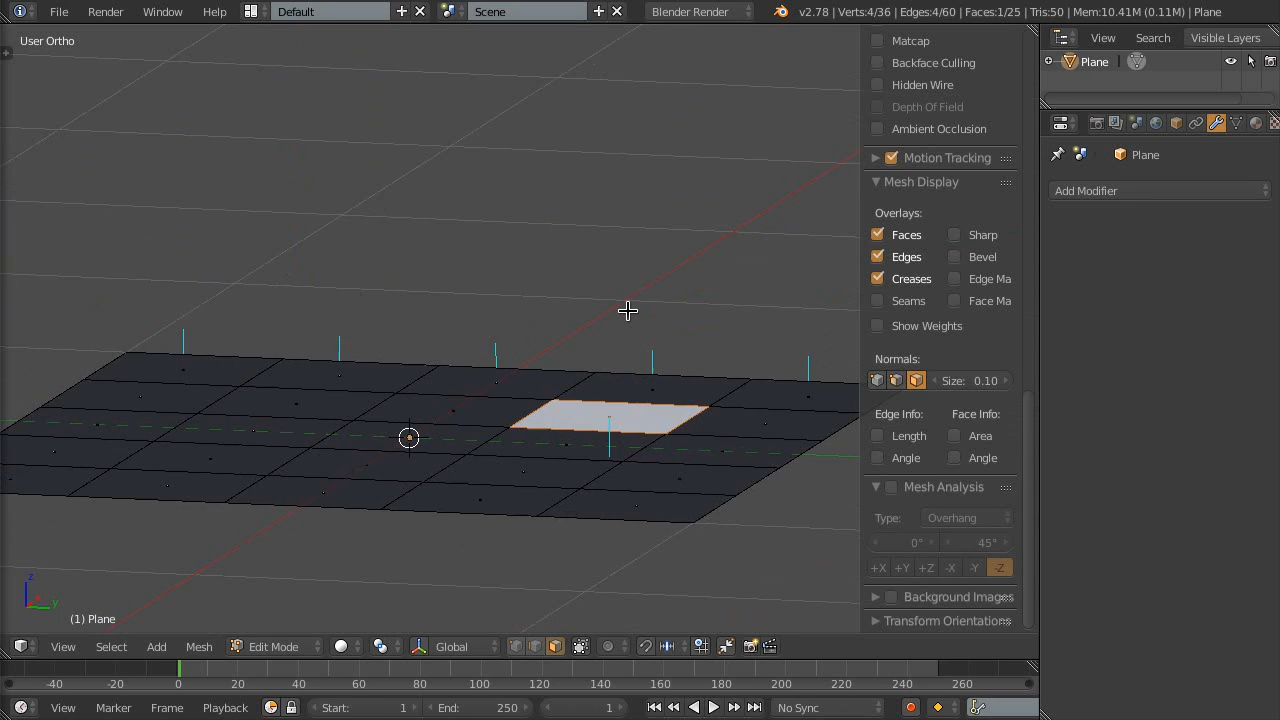 File Render Window Help Default Scene Blender Render v2.78 | Verts:4/36 | Edges:4/60 | Faces:1/25 | Tris:50 | Mem:10.41M (0.11M) | Plane
User Ortho
View Search Visible Layers
Plane
Plane
Add Modifier
Matcap
Backface Culling
Hidden Wire
Depth Of Field
Ambient Occlusion
Motion Tracking
Mesh Display
Overlays:
Faces Sharp
Edges Bevel
Creases Edge Ma
Seams Face Ma
Show Weights
Normals:
Size: 0.10
Edge Info: Face Info:
Length Area
Angle Angle
Mesh Analysis
Type: Overhang
0° 45°
+X +Y +Z -X -Y -Z
Background Images
Transform Orientations
z
y
(1) Plane
View Select Add Mesh Edit Mode Global
-40 -20 0 20 40 60 80 100 120 140 160 180 200 220 240 260
View Marker Frame Playback Start: 1 End: 250 1 No Sync